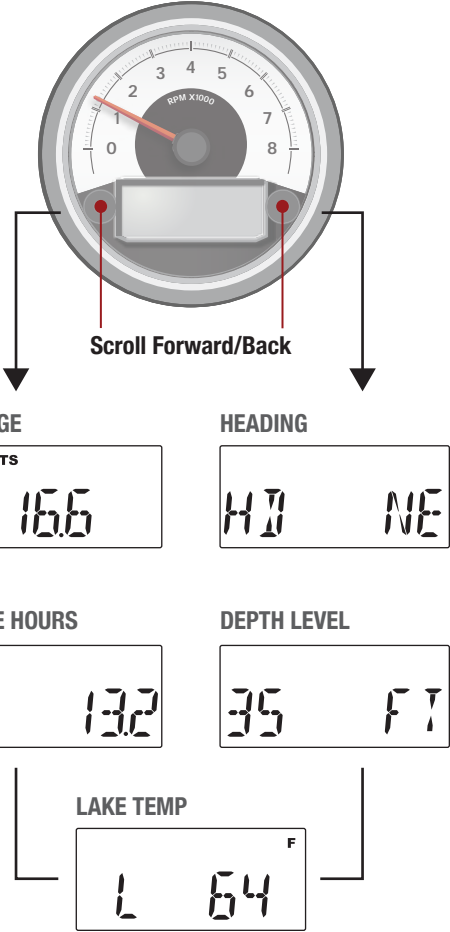 0 1 2 3 4 5 6 7 8
RPM X1000
Scroll Forward/Back
GE
HEADING
TS
16.6
HD NE
E HOURS
DEPTH LEVEL
13.2
35 FT
LAKE TEMP
F
L 64